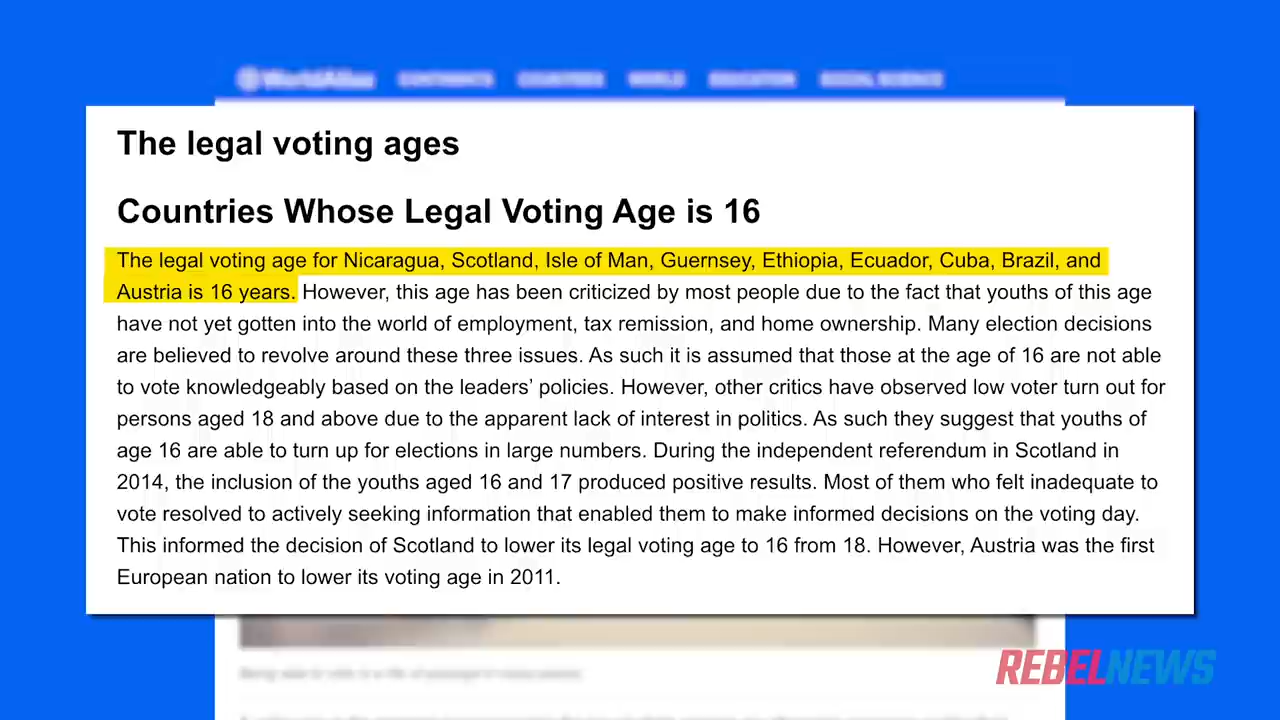 WorldAtlas CONTINENTS COUNTRIES WORLD EDUCATION SOCIAL SCIENCE
The legal voting ages
Countries Whose Legal Voting Age is 16
The legal voting age for Nicaragua, Scotland, Isle of Man, Guernsey, Ethiopia, Ecuador, Cuba, Brazil, and
Austria is 16 years. However, this age has been criticized by most people due to the fact that youths of this age
have not yet gotten into the world of employment, tax remission, and home ownership. Many election decisions
are believed to revolve around these three issues. As such it is assumed that those at the age of 16 are not able
to vote knowledgeably based on the leaders’ policies. However, other critics have observed low voter turn out for
persons aged 18 and above due to the apparent lack of interest in politics. As such they suggest that youths of
age 16 are able to turn up for elections in large numbers. During the independent referendum in Scotland in
2014, the inclusion of the youths aged 16 and 17 produced positive results. Most of them who felt inadequate to
vote resolved to actively seeking information that enabled them to make informed decisions on the voting day.
This informed the decision of Scotland to lower its legal voting age to 16 from 18. However, Austria was the first
European nation to lower its voting age in 2011.
REBELNEWS